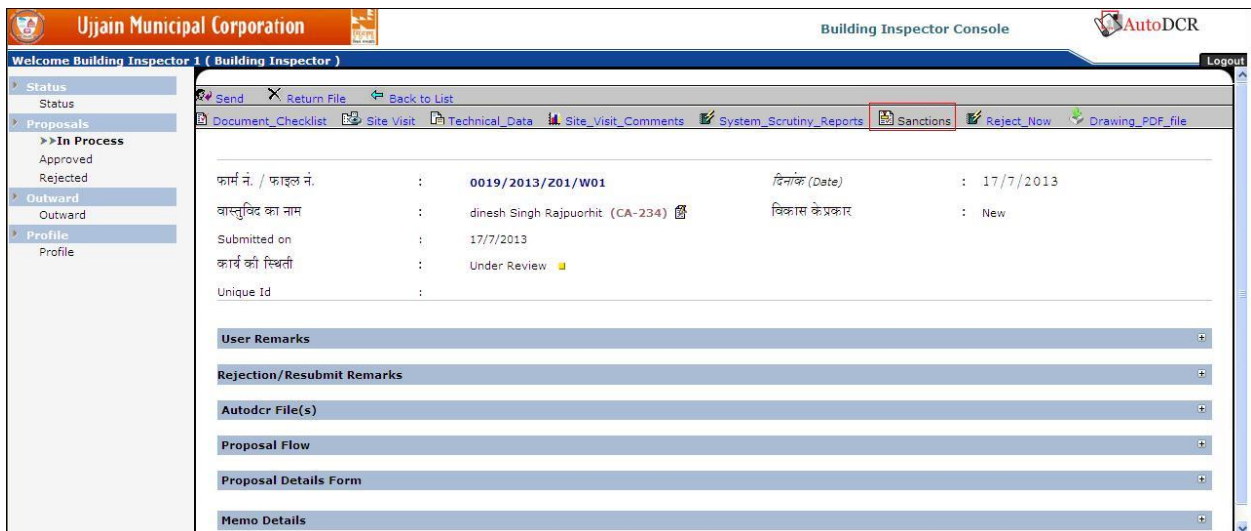 Ujjain Municipal Corporation
Building Inspector Console
AutoDCR
Welcome Building Inspector 1 ( Building Inspector )
Logout
Status
Status
Proposals
>>In Process
Approved
Rejected
Outward
Outward
Profile
Profile
Send Return File Back to List
Document_Checklist Site Visit Technical_Data Site_Visit_Comments System_Scrutiny_Reports Sanctions Reject_Now Drawing_PDF_file
फार्म नं. / फाइल नं. : 0019/2013/Z01/W01 दिनांक (Date) : 17/7/2013
वास्तुविद का नाम : dinesh Singh Rajpuorhit (CA-234) विकास केप्रकार : New
Submitted on : 17/7/2013
कार्य की स्थिती : Under Review
Unique Id :
User Remarks
Rejection/Resubmit Remarks
Autodcr File(s)
Proposal Flow
Proposal Details Form
Memo Details